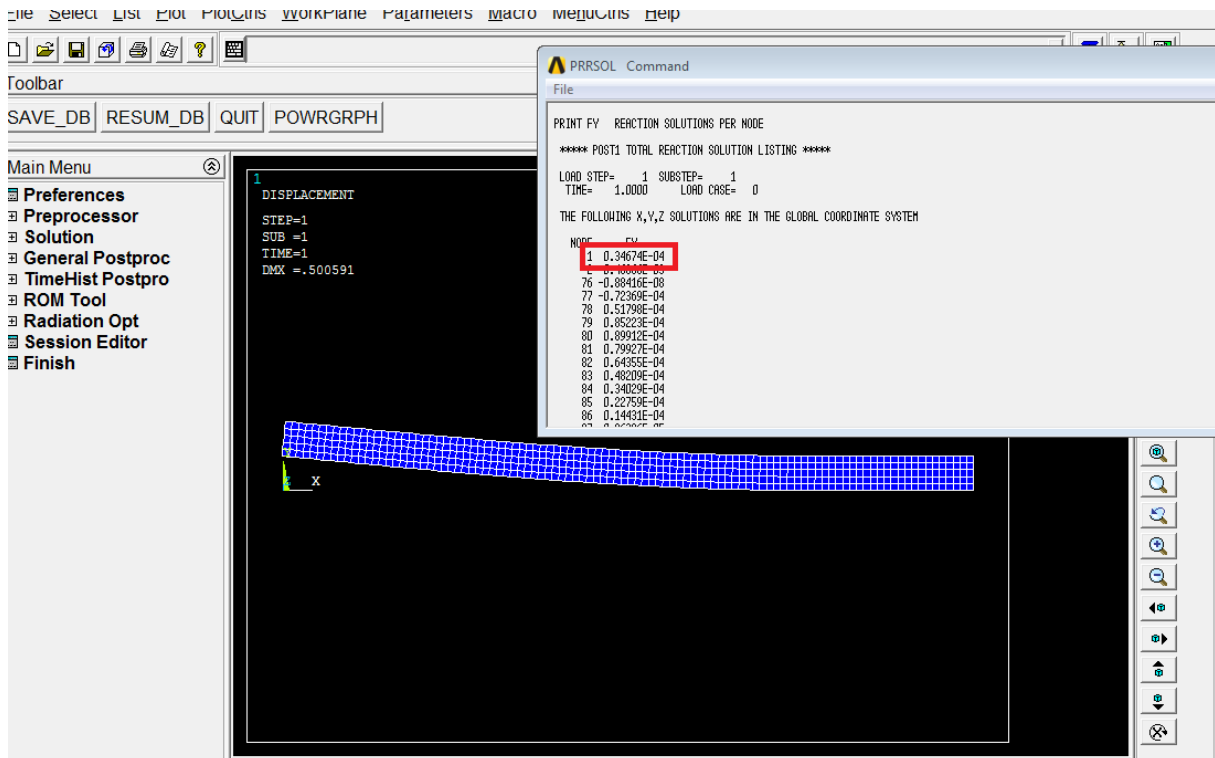 File Select List Plot PlotCtrls WorkPlane Parameters Macro MenuCtrls Help
PRRSOL Command
File
Toolbar
SAVE_DB RESUM_DB QUIT POWRGRPH
PRINT FY REACTION SOLUTIONS PER NODE
***** POST1 TOTAL REACTION SOLUTION LISTING *****
LOAD STEP= 1 SUBSTEP= 1
TIME= 1.0000 LOAD CASE= 0
THE FOLLOWING X,Y,Z SOLUTIONS ARE IN THE GLOBAL COORDINATE SYSTEM
NODE FY
1 0.34674E-04
76 -0.88416E-08
77 -0.72369E-04
78 0.51798E-04
79 0.85223E-04
80 0.89912E-04
81 0.79927E-04
82 0.64355E-04
83 0.48209E-04
84 0.34029E-04
85 0.22759E-04
86 0.14431E-04
Main Menu
Preferences
Preprocessor
Solution
General Postproc
TimeHist Postpro
ROM Tool
Radiation Opt
Session Editor
Finish
1
DISPLACEMENT
STEP=1
SUB =1
TIME=1
DMX =.500591
X